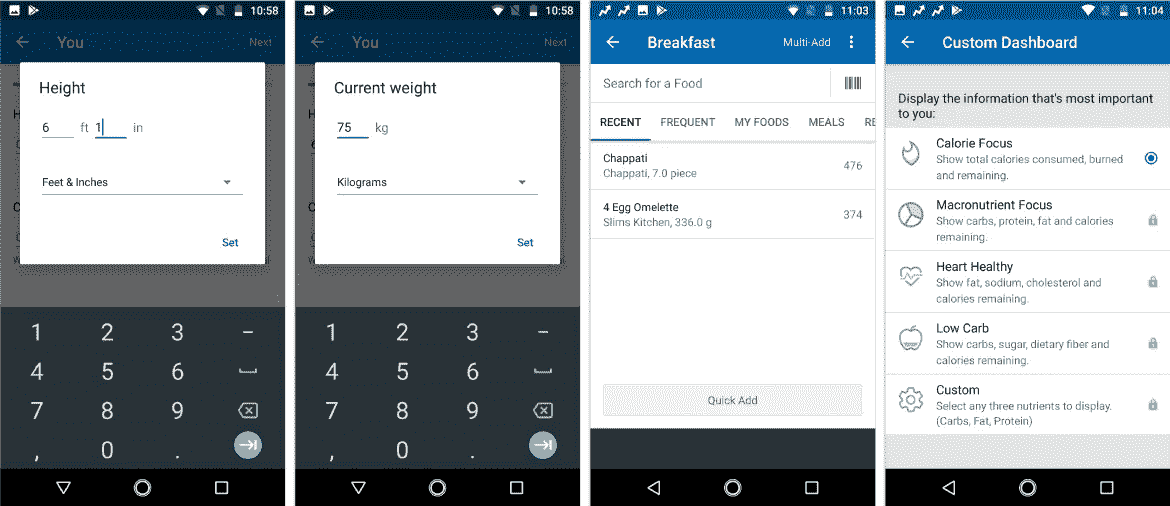 10:58
You
Next
Height
6 ft 1 in
Feet & Inches
Set
1 2 3 –
4 5 6
7 8 9
, 0 .
10:58
You
Next
Current weight
75 kg
Kilograms
Set
1 2 3 –
4 5 6
7 8 9
, 0 .
11:03
Breakfast
Multi-Add
Search for a Food
RECENT FREQUENT MY FOODS MEALS RE
Chappati
Chappati, 7.0 piece
476
4 Egg Omelette
Slims Kitchen, 336.0 g
374
Quick Add
11:04
Custom Dashboard
Display the information that's most important
to you:
Calorie Focus
Show total calories consumed, burned
and remaining.
Macronutrient Focus
Show carbs, protein, fat and calories
remaining.
Heart Healthy
Show fat, sodium, cholesterol and
calories remaining.
Low Carb
Show carbs, sugar, dietary fiber and
calories remaining.
Custom
Select any three nutrients to display.
(Carbs, Fat, Protein)